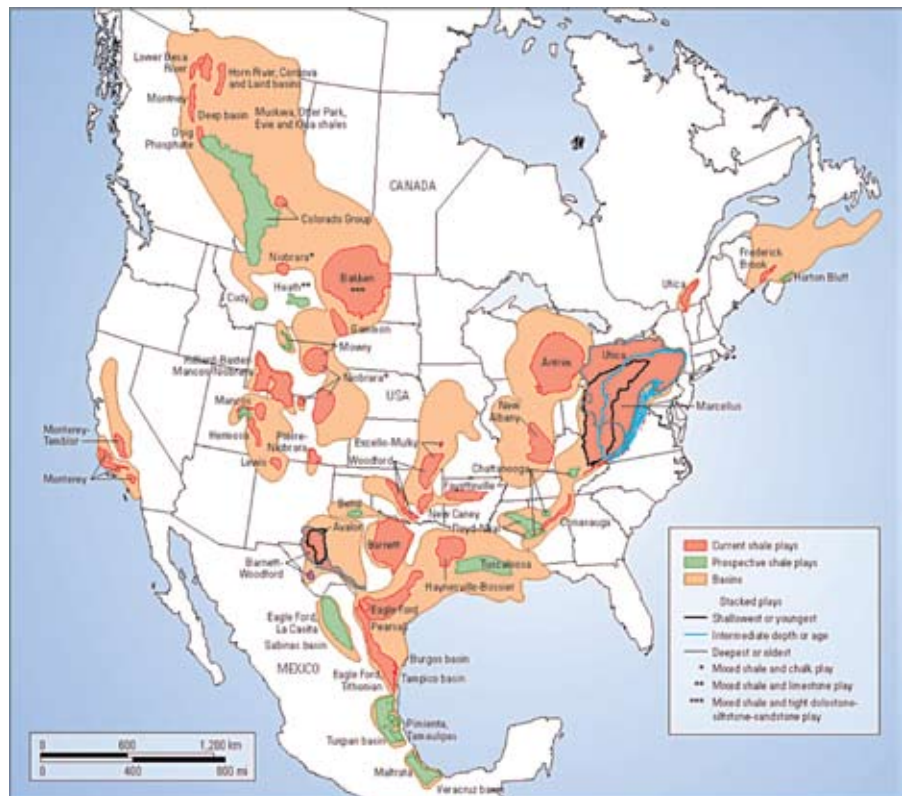 Lower Besa
River
Horn River, Cordova
and Laird basins
Montney
Deep basin
Muskwa, Otter Park,
Evie and Klua shales
Doig
Phosphate
CANADA
Colorado Group
Niobrara*
Bakken
***
Heath**
Cody
Gammon
Mowry
Hilliard-Baxter-
Mancos-Niobrara
Niobrara*
USA
Mancos
Hermosa
Pierre-
Niobrara
Lewis
Monterey-
Temblor
Monterey
Antrim
Utica
Utica
Frederick
Brook
Horton Bluff
Marcellus
New
Albany
Excello-Mulky
Woodford
Chattanooga
Fayetteville
New Caney
Floyd-Neal
Conasauga
Bend
Avalon
Barnett
Barnett-
Woodford
Tuscaloosa
Haynesville-Bossier
Eagle Ford,
La Casita
Sabinas basin
Eagle Ford
Pearsall
MEXICO
Eagle Ford,
Tithonian
Burgos basin
Tampico basin
Pimienta,
Tamaulipas
Tuxpan basin
Maltrata
Veracruz basin
Current shale plays
Prospective shale plays
Basins
Stacked plays
Shallowest or youngest
Intermediate depth or age
Deepest or oldest
* Mixed shale and chalk play
** Mixed shale and limestone play
*** Mixed shale and tight dolostone-
siltstone-sandstone play
0 600 1,200 km
0 400 800 mi